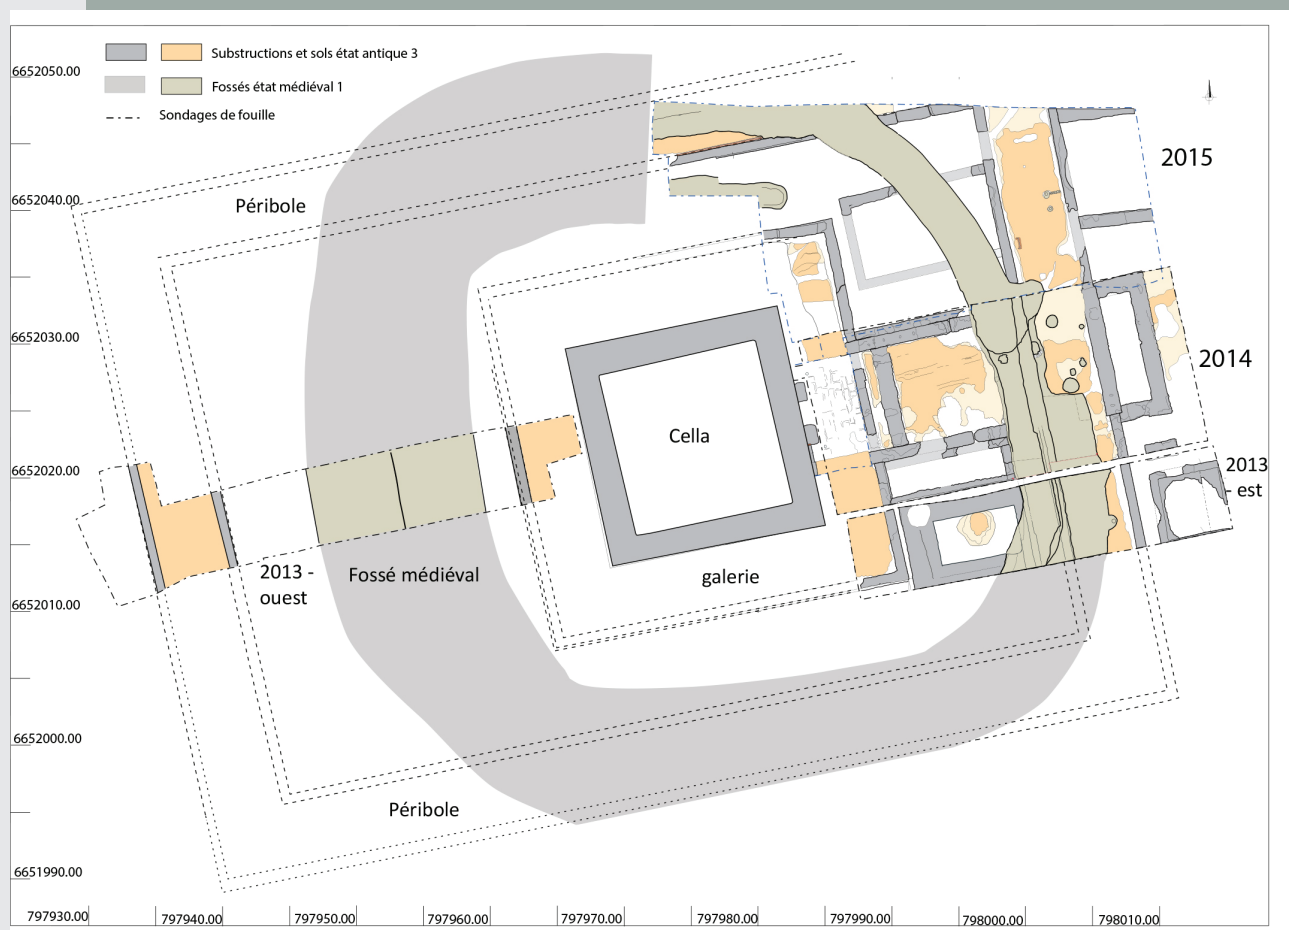 Substructions et sols état antique 3
Fossés état médiéval 1
Sondages de fouille
6652050.00
6652040.00
6652030.00
6652020.00
6652010.00
6652000.00
6651990.00
2015
2014
2013
- est
Péribole
Cella
galerie
2013 -
ouest
Fossé médiéval
Péribole
797930.00
797940.00
797950.00
797960.00
797970.00
797980.00
797990.00
798000.00
798010.00